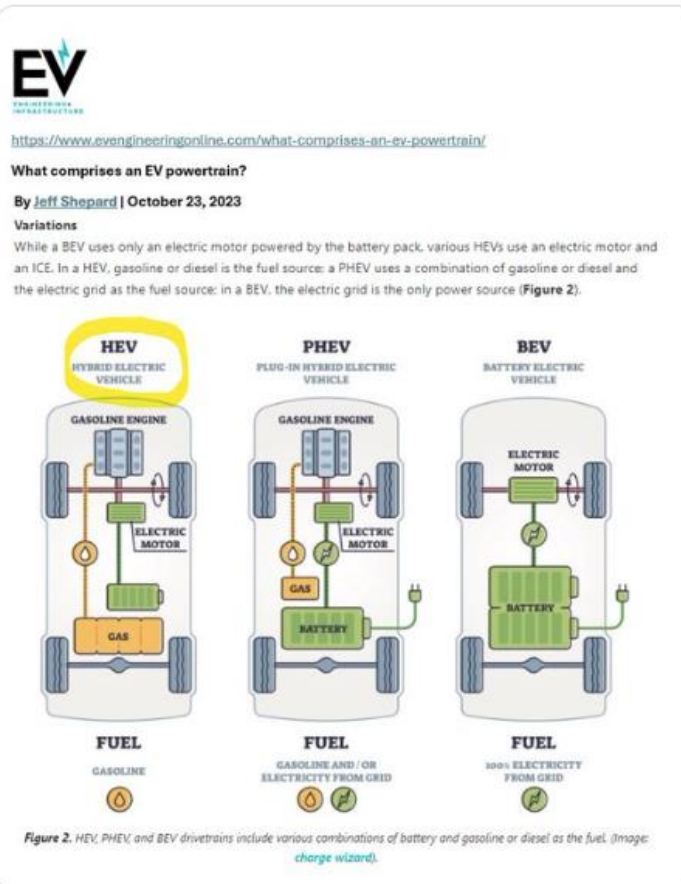 EV
ENGINEERING &
INFRASTRUCTURE
https://www.evengineeringonline.com/what-comprises-an-ev-powertrain/
What comprises an EV powertrain?
By Jeff Shepard | October 23, 2023
Variations
While a BEV uses only an electric motor powered by the battery pack, various HEVs use an electric motor and
an ICE. In a HEV, gasoline or diesel is the fuel source; a PHEV uses a combination of gasoline or diesel and
the electric grid as the fuel source; in a BEV, the electric grid is the only power source (Figure 2).
HEV
HYBRID ELECTRIC
VEHICLE
GASOLINE ENGINE
ELECTRIC
MOTOR
GAS
FUEL
GASOLINE
PHEV
PLUG-IN HYBRID ELECTRIC
VEHICLE
GASOLINE ENGINE
ELECTRIC
MOTOR
GAS
BATTERY
FUEL
GASOLINE AND/OR
ELECTRICITY FROM GRID
BEV
BATTERY ELECTRIC
VEHICLE
ELECTRIC
MOTOR
BATTERY
FUEL
100% ELECTRICITY
FROM GRID
Figure 2. HEV, PHEV, and BEV drivetrains include various combinations of battery and gasoline or diesel as the fuel. (Image:
charge wizard).